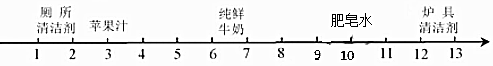 厕所 苹果汁 纯鲜 肥皂水 炉具
清洁剂 牛奶 清洁剂
1 2 3 4 5 6 7 8 9 10 11 12 13